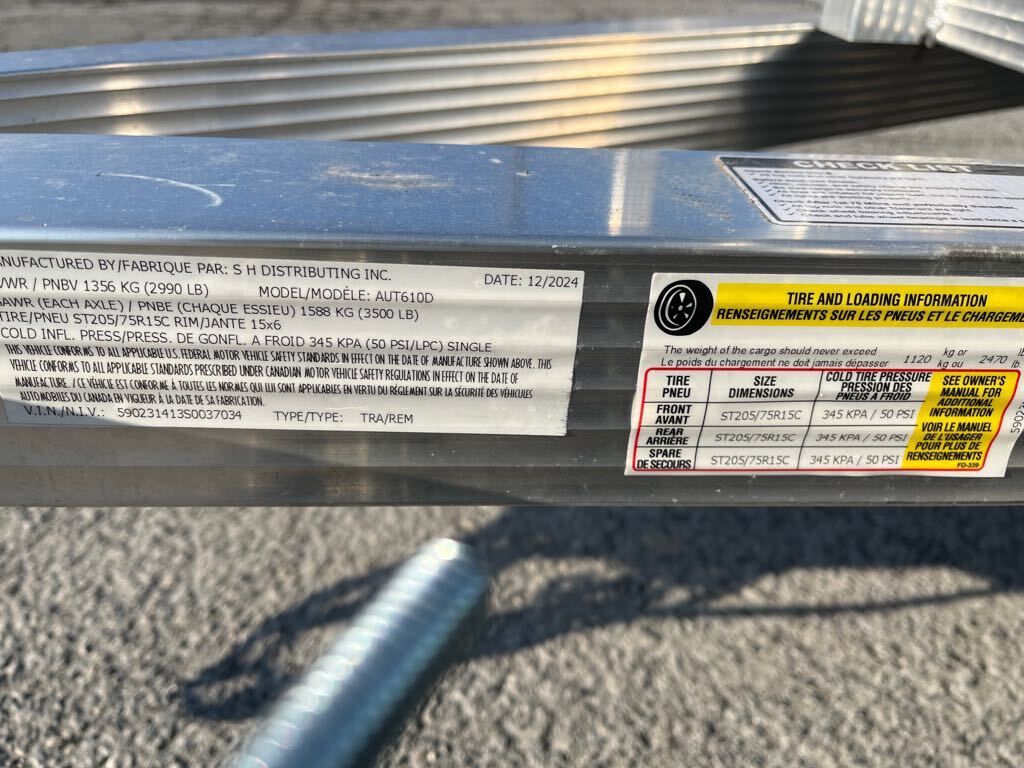 CHECK LIST
MANUFACTURED BY/FABRIQUE PAR: S H DISTRIBUTING INC. DATE: 12/2024
GVWR / PNBV 1356 KG (2990 LB) MODEL/MODÈLE: AUT610D
GAWR (EACH AXLE) / PNBE (CHAQUE ESSIEU) 1588 KG (3500 LB)
TIRE/PNEU ST205/75R15C RIM/JANTE 15x6
COLD INFL. PRESS/PRESS. DE GONFL. A FROID 345 KPA (50 PSI/LPC) SINGLE
THIS VEHICLE CONFORMS TO ALL APPLICABLE U.S. FEDERAL MOTOR VEHICLE SAFETY STANDARDS IN EFFECT ON THE DATE OF MANUFACTURE SHOWN ABOVE. THIS
VEHICLE CONFORMS TO ALL APPLICABLE STANDARDS PRESCRIBED UNDER CANADIAN MOTOR VEHICLE SAFETY REGULATIONS IN EFFECT ON THE DATE OF
MANUFACTURE. / CE VÉHICLE EST CONFORME À TOUTES LES NORMES QUI LUI SONT APPLICABLES EN VERTU DU RÈGLEMENT SUR LA SÉCURITÉ DES VÉHICULES
AUTOMOBILES DU CANADA EN VIGUEUR À LA DATE DE SA FABRICATION.
V.I.N./N.I.V.: 590231413S0037034 TYPE/TYPE: TRA/REM
TIRE AND LOADING INFORMATION
RENSEIGNEMENTS SUR LES PNEUS ET LE CHARGEME
The weight of the cargo should never exceed
Le poids du chargement ne doit jamais dépasser 1120 kg or kg ou 2470 lb
TIRE PNEU SIZE DIMENSIONS COLD TIRE PRESSURE PRESSION DES PNEUS A FROID
FRONT AVANT ST205/75R15C 345 KPA / 50 PSI
REAR ARRIÈRE ST205/75R15C 345 KPA / 50 PSI
SPARE DE SECOURS ST205/75R15C 345 KPA / 50 PSI
SEE OWNER'S
MANUAL FOR
ADDITIONAL
INFORMATION
VOIR LE MANUEL
DE L'USAGER
POUR PLUS DE
RENSEIGNEMENTS
FO-339
59023